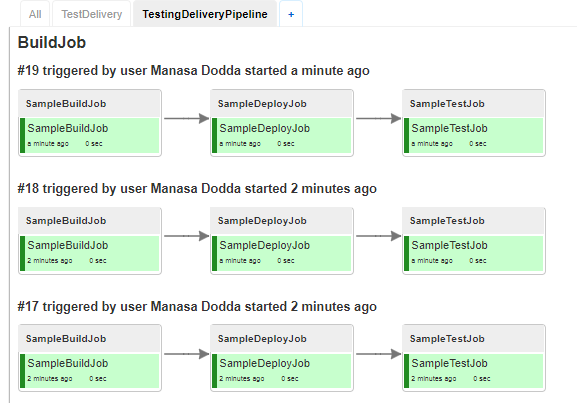 All TestDelivery TestingDeliveryPipeline +
BuildJob
#19 triggered by user Manasa Dodda started a minute ago
SampleBuildJob SampleDeployJob SampleTestJob
SampleBuildJob SampleDeployJob SampleTestJob
a minute ago 0 sec a minute ago 0 sec a minute ago 0 sec
#18 triggered by user Manasa Dodda started 2 minutes ago
SampleBuildJob SampleDeployJob SampleTestJob
SampleBuildJob SampleDeployJob SampleTestJob
2 minutes ago 0 sec a minute ago 0 sec a minute ago 0 sec
#17 triggered by user Manasa Dodda started 2 minutes ago
SampleBuildJob SampleDeployJob SampleTestJob
SampleBuildJob SampleDeployJob SampleTestJob
2 minutes ago 0 sec 2 minutes ago 0 sec 2 minutes ago 0 sec